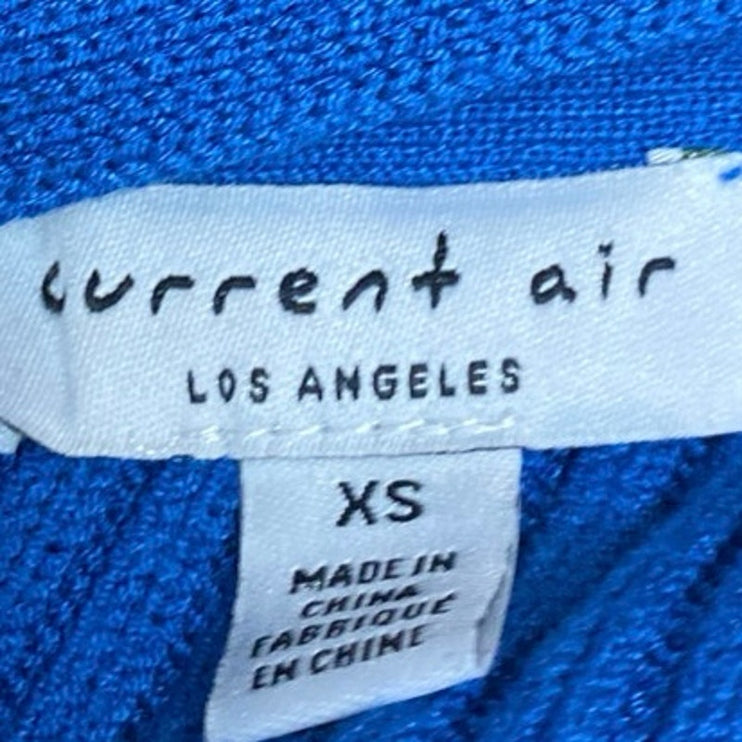 current air
LOS ANGELES
XS
MADE IN
CHINA
FABRIQUE
EN CHINE